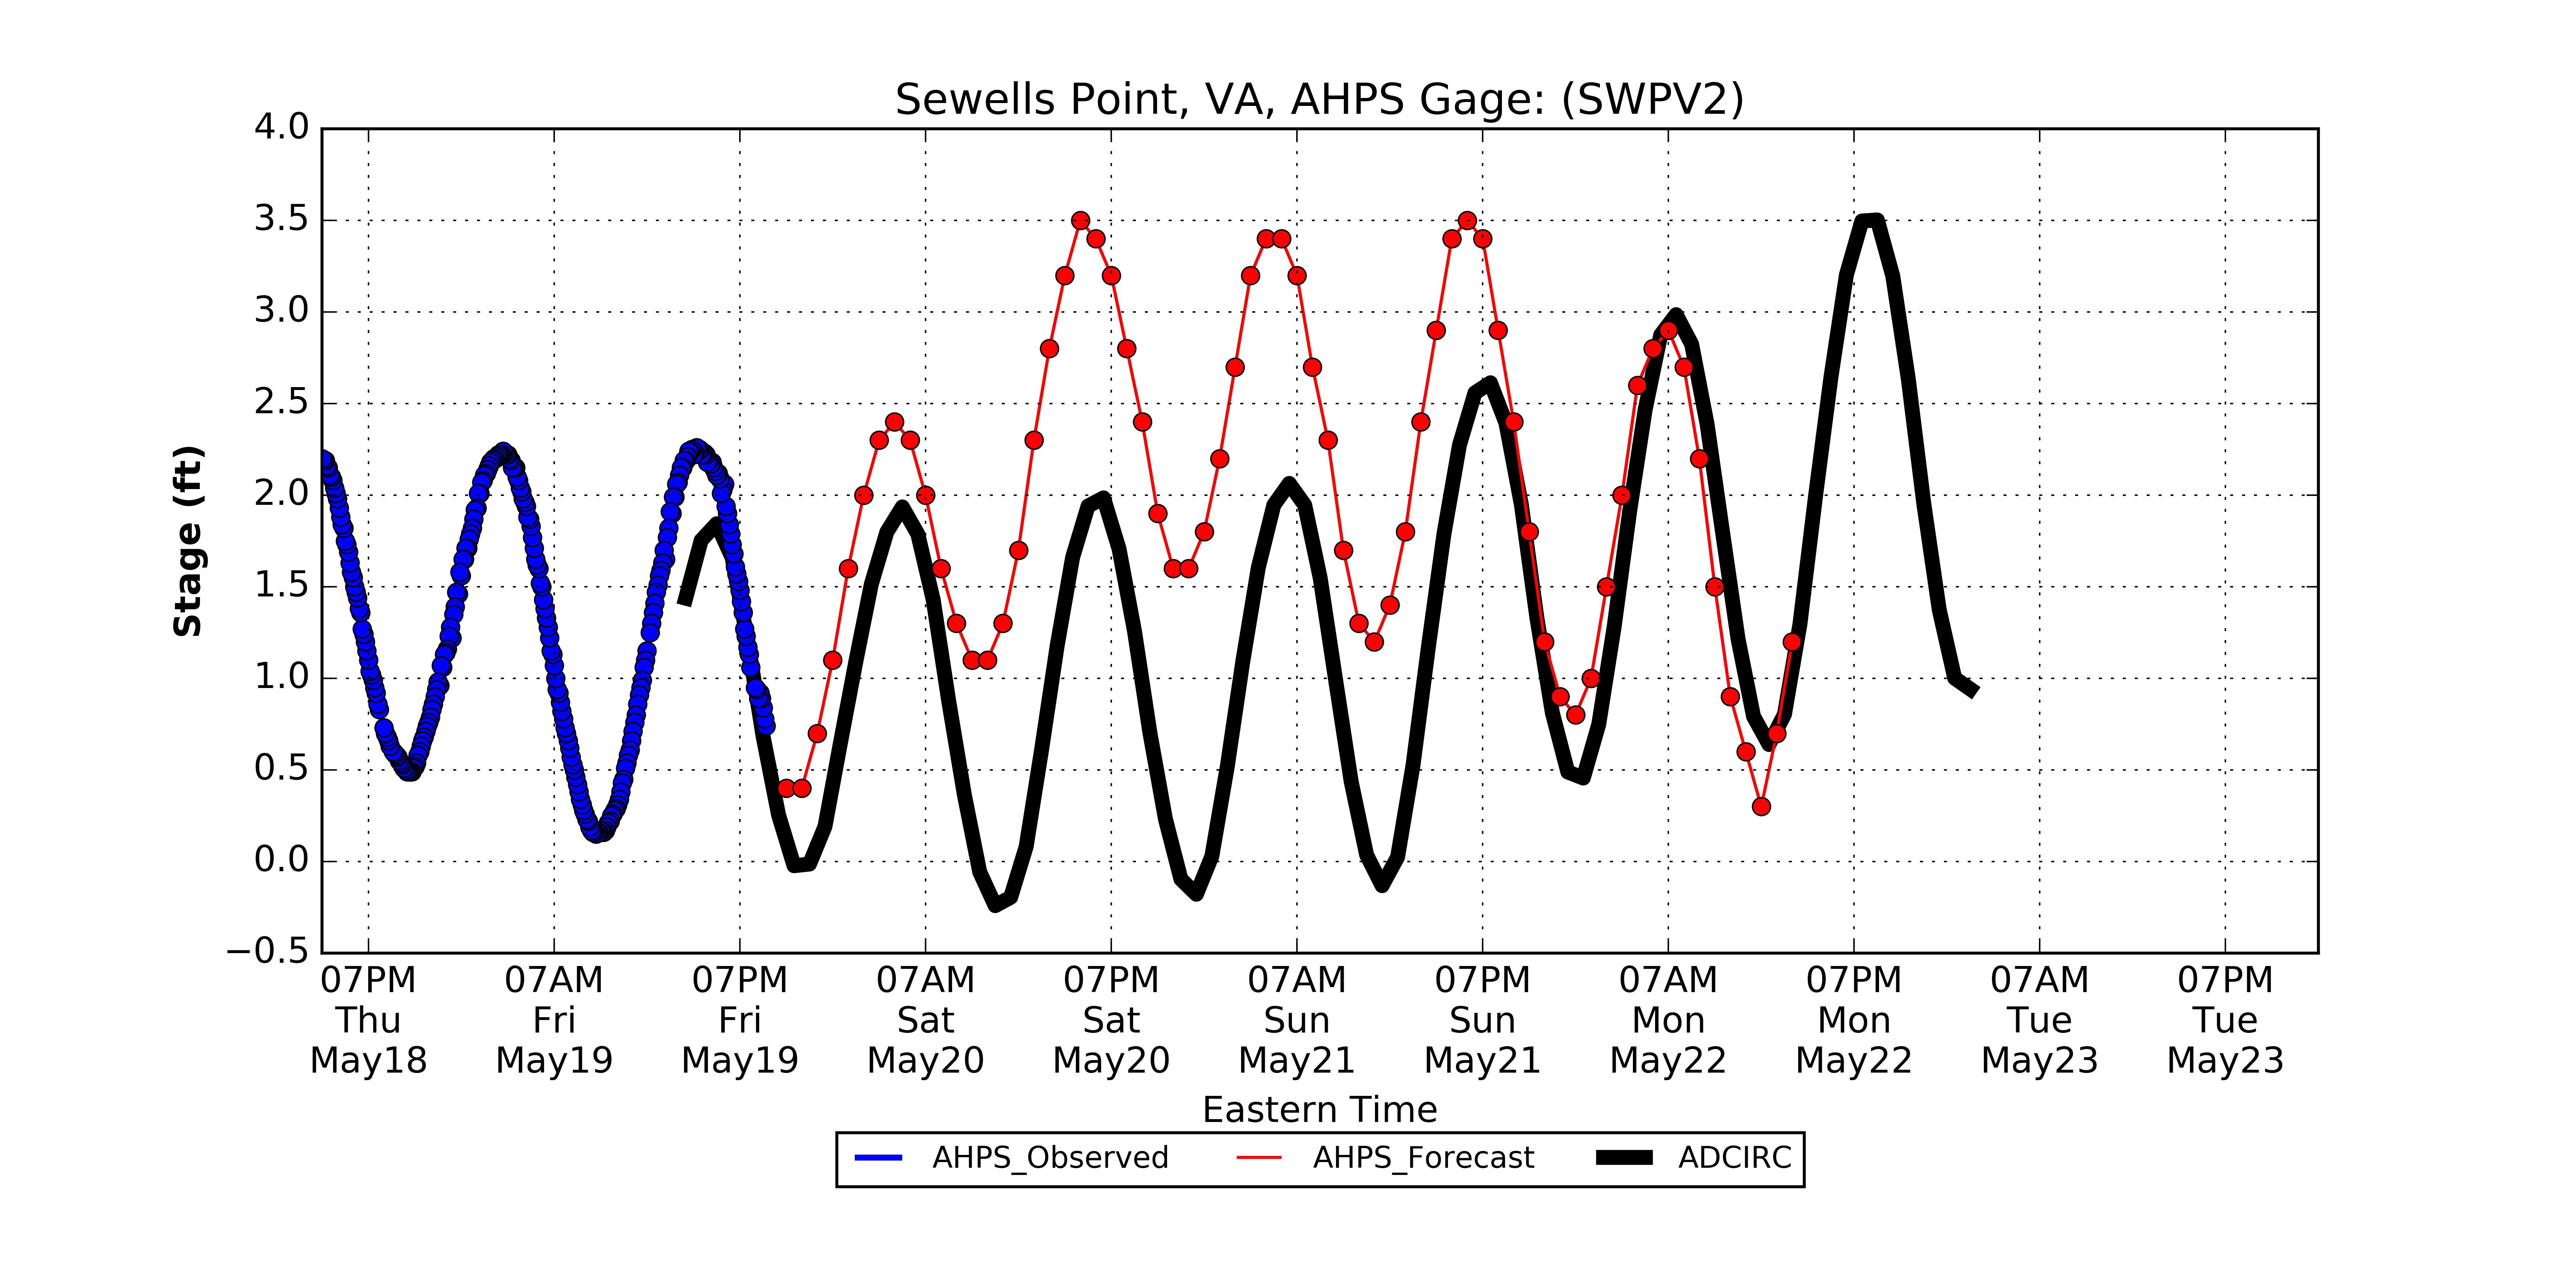 Sewells Point, VA, AHPS Gage: (SWPV2)
4.0
3.5
3.0
2.5
2.0
1.5
1.0
0.5
0.0
−0.5
Stage (ft)
07PM 07AM 07PM 07AM 07PM 07AM 07PM 07AM 07PM 07AM 07PM
Thu Fri Fri Sat Sat Sun Sun Mon Mon Tue Tue
May18 May19 May19 May20 May20 May21 May21 May22 May22 May23 May23
Eastern Time
AHPS_Observed AHPS_Forecast ADCIRC